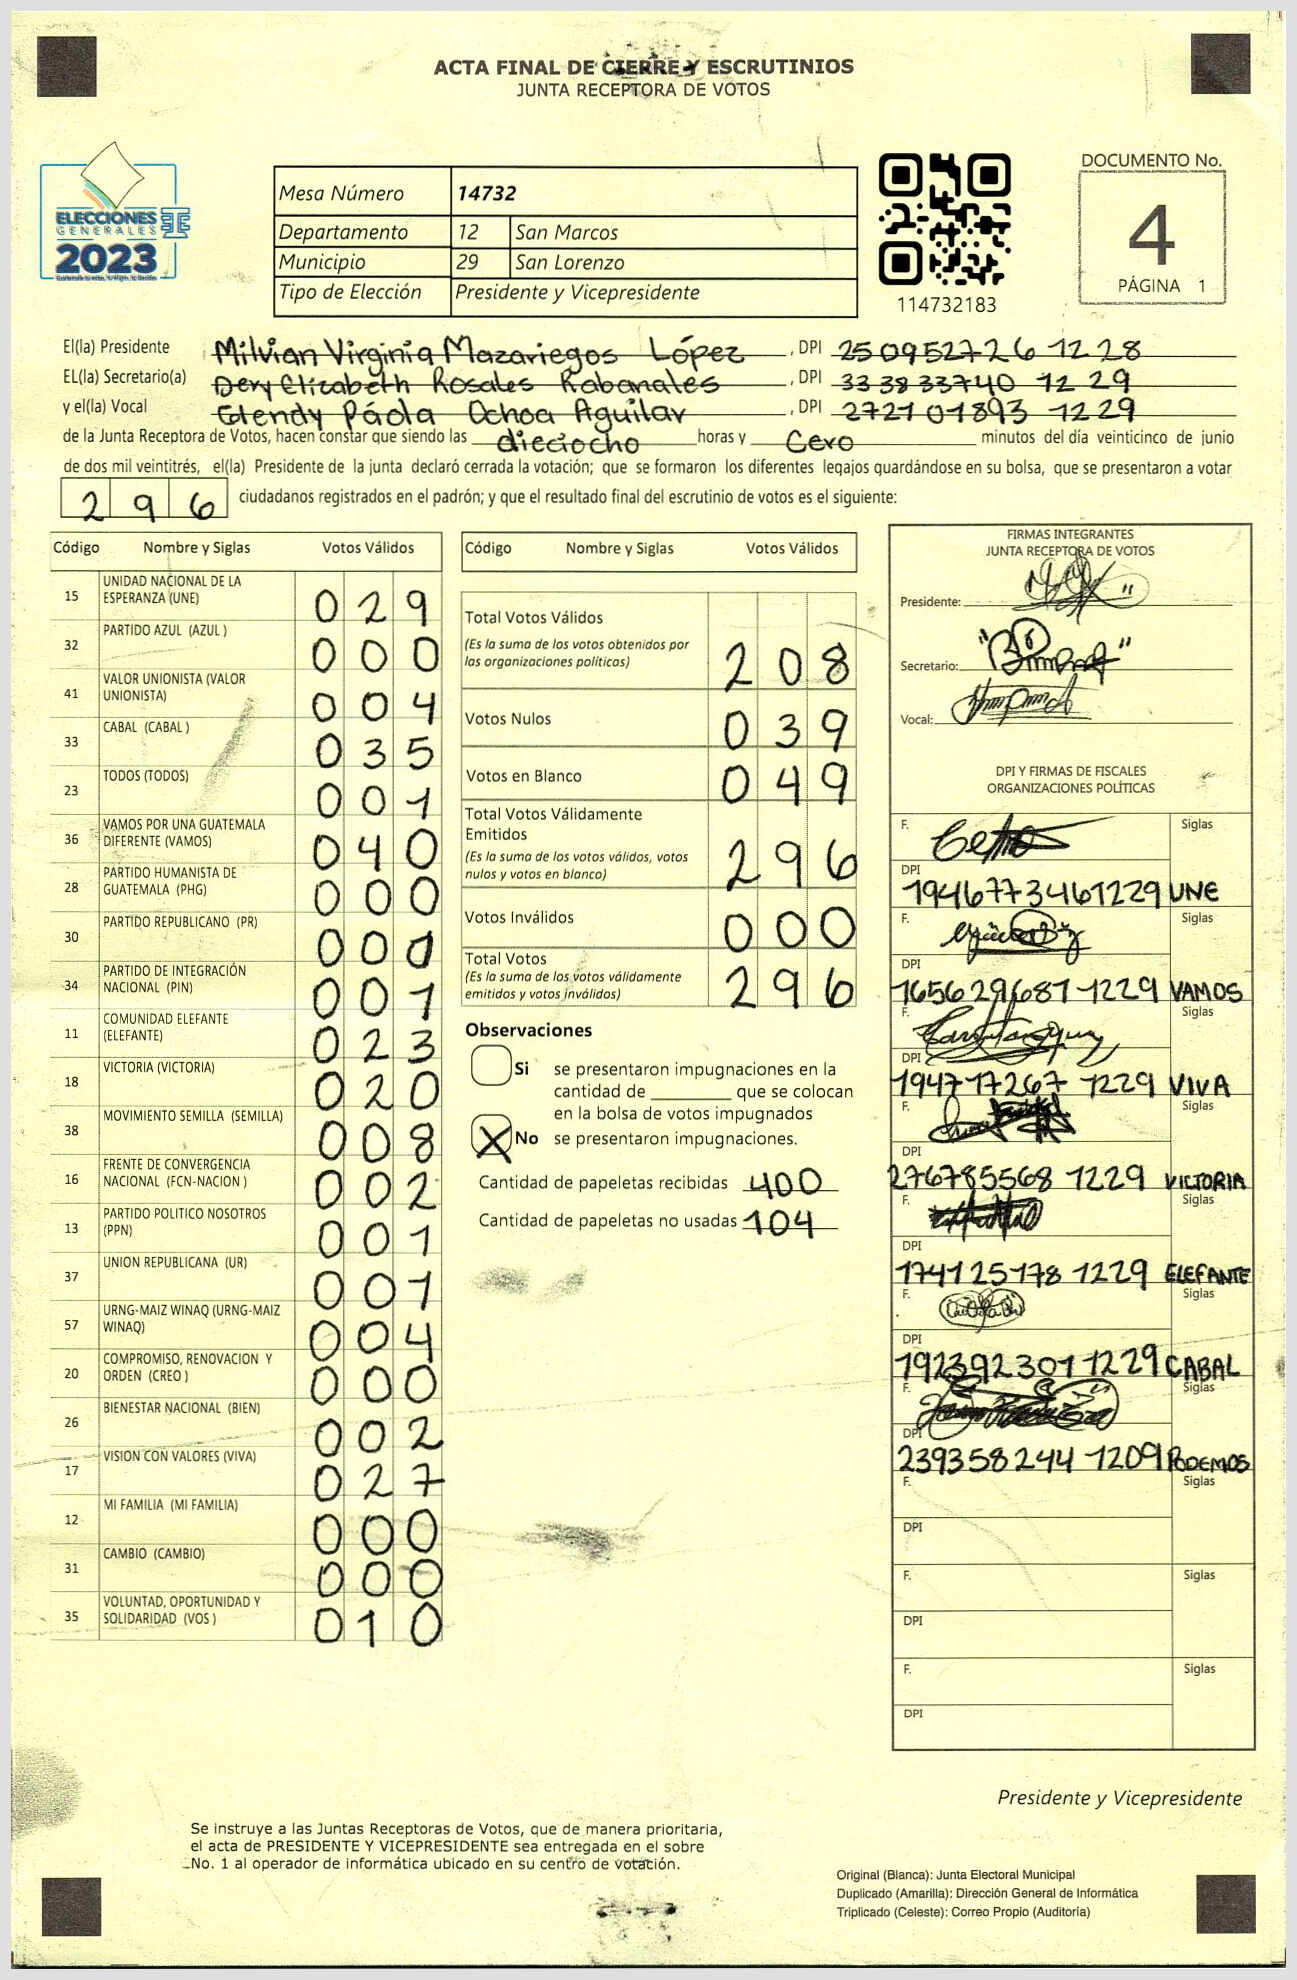 ACTA FINAL DE CIERRE Y ESCRUTINIOS
JUNTA RECEPTORA DE VOTOS
ELECCIONES
GENERALES
2023
Mesa Número 14732
Departamento 12 San Marcos
Municipio 29 San Lorenzo
Tipo de Elección Presidente y Vicepresidente
114732183
DOCUMENTO No.
4
PÁGINA 1
El(la) Presidente Milvian Virginia Mazariegos López , DPI 250952726 1228
EL(la) Secretario(a) Dery Elizabeth Rosales Rabanales , DPI 333833740 1229
y el(la) Vocal Glendy Páola Ochoa Aguilar , DPI 272101893 1229
de la Junta Receptora de Votos, hacen constar que siendo las dieciocho horas y Cero minutos del día veinticinco de junio
de dos mil veintitrés, el(la) Presidente de la junta declaró cerrada la votación; que se formaron los diferentes legajos guardándose en su bolsa, que se presentaron a votar
296 ciudadanos registrados en el padrón; y que el resultado final del escrutinio de votos es el siguiente:
Código Nombre y Siglas Votos Válidos
15 UNIDAD NACIONAL DE LA ESPERANZA (UNE) 029
32 PARTIDO AZUL (AZUL ) 000
41 VALOR UNIONISTA (VALOR UNIONISTA) 004
33 CABAL (CABAL ) 035
23 TODOS (TODOS) 001
36 VAMOS POR UNA GUATEMALA DIFERENTE (VAMOS) 040
28 PARTIDO HUMANISTA DE GUATEMALA (PHG) 000
30 PARTIDO REPUBLICANO (PR) 00
34 PARTIDO DE INTEGRACIÓN NACIONAL (PIN) 001
11 COMUNIDAD ELEFANTE (ELEFANTE) 023
18 VICTORIA (VICTORIA) 020
38 MOVIMIENTO SEMILLA (SEMILLA) 008
16 FRENTE DE CONVERGENCIA NACIONAL (FCN-NACION ) 002
13 PARTIDO POLITICO NOSOTROS (PPN) 001
37 UNION REPUBLICANA (UR) 001
57 URNG-MAIZ WINAQ (URNG-MAIZ WINAQ) 004
20 COMPROMISO, RENOVACION Y ORDEN (CREO ) 000
26 BIENESTAR NACIONAL (BIEN) 002
17 VISION CON VALORES (VIVA) 027
12 MI FAMILIA (MI FAMILIA) 000
31 CAMBIO (CAMBIO) 000
35 VOLUNTAD, OPORTUNIDAD Y SOLIDARIDAD (VOS ) 010
Código Nombre y Siglas Votos Válidos
Total Votos Válidos
(Es la suma de los votos obtenidos por
las organizaciones políticas) 208
Votos Nulos 039
Votos en Blanco 049
Total Votos Válidamente
Emitidos
(Es la suma de los votos válidos, votos
nulos y votos en blanco) 296
Votos Inválidos 000
Total Votos
(Es la suma de los votos válidamente
emitidos y votos inválidos) 296
Observaciones
Si se presentaron impugnaciones en la
cantidad de ________ que se colocan
en la bolsa de votos impugnados
X No se presentaron impugnaciones.
Cantidad de papeletas recibidas 400
Cantidad de papeletas no usadas 104
FIRMAS INTEGRANTES
JUNTA RECEPTORA DE VOTOS
Presidente:
Secretario:
Vocal:
DPI Y FIRMAS DE FISCALES
ORGANIZACIONES POLÍTICAS
F. Siglas
DPI
1946773461229 UNE
F. Siglas
DPI
165629687 1229 VAMOS
F. Siglas
DPI
194717267 1229 VIVA
F. Siglas
DPI
276785568 1229 VICTORIA
F. Siglas
DPI
174125178 1229 ELEFANTE
F. Siglas
DPI
192392301 1229 CABAL
F. Siglas
DPI
239358244 1209 PODEMOS
F. Siglas
DPI
F. Siglas
DPI
F. Siglas
DPI
Presidente y Vicepresidente
Se instruye a las Juntas Receptoras de Votos, que de manera prioritaria,
el acta de PRESIDENTE Y VICEPRESIDENTE sea entregada en el sobre
No. 1 al operador de informática ubicado en su centro de votación.
Original (Blanca): Junta Electoral Municipal
Duplicado (Amarilla): Dirección General de Informática
Triplicado (Celeste): Correo Propio (Auditoría)